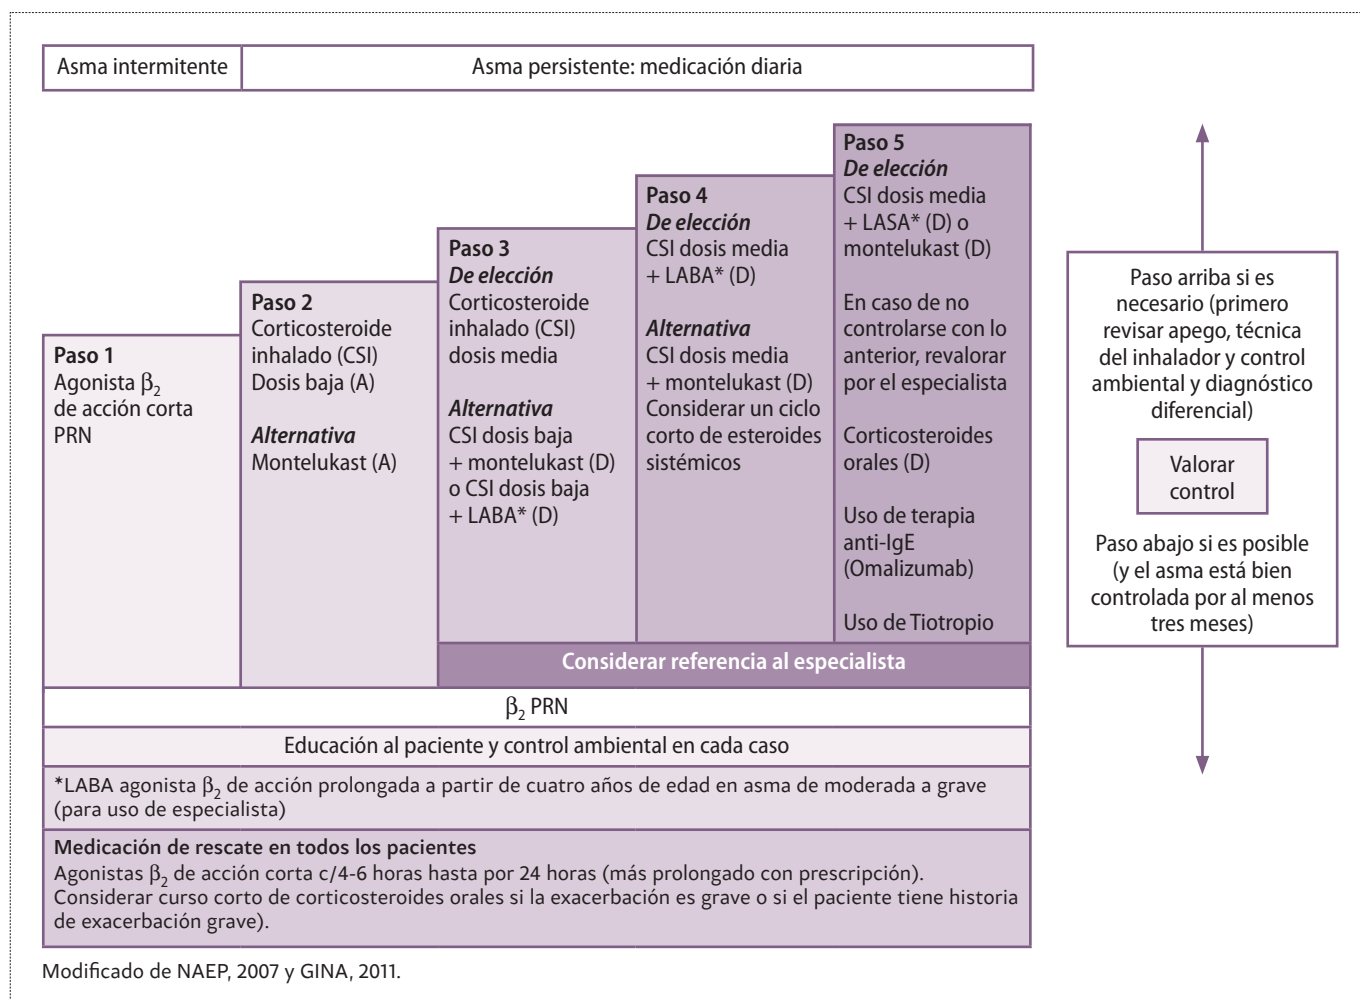 Asma intermitente
Asma persistente: medicación diaria
Paso 1
Agonista β2
de acción corta
PRN
Paso 2
Corticosteroide
inhalado (CSI)
Dosis baja (A)
Alternativa
Montelukast (A)
Paso 3
De elección
Corticosteroide
inhalado (CSI)
dosis media
Alternativa
CSI dosis baja
+ montelukast (D)
o CSI dosis baja
+ LABA* (D)
Paso 4
De elección
CSI dosis media
+ LABA* (D)
Alternativa
CSI dosis media
+ montelukast (D)
Considerar un ciclo
corto de esteroides
sistémicos
Paso 5
De elección
CSI dosis media
+ LASA* (D) o
montelukast (D)
En caso de no
controlarse con lo
anterior, revalorar
por el especialista
Corticosteroides
orales (D)
Uso de terapia
anti-IgE
(Omalizumab)
Uso de Tiotropio
Considerar referencia al especialista
β2 PRN
Educación al paciente y control ambiental en cada caso
*LABA agonista β2 de acción prolongada a partir de cuatro años de edad en asma de moderada a grave
(para uso de especialista)
Medicación de rescate en todos los pacientes
Agonistas β2 de acción corta c/4-6 horas hasta por 24 horas (más prolongado con prescripción).
Considerar curso corto de corticosteroides orales si la exacerbación es grave o si el paciente tiene historia
de exacerbación grave).
Paso arriba si es
necesario (primero
revisar apego, técnica
del inhalador y control
ambiental y diagnóstico
diferencial)
Valorar
control
Paso abajo si es posible
(y el asma está bien
controlada por al menos
tres meses)
Modificado de NAEP, 2007 y GINA, 2011.